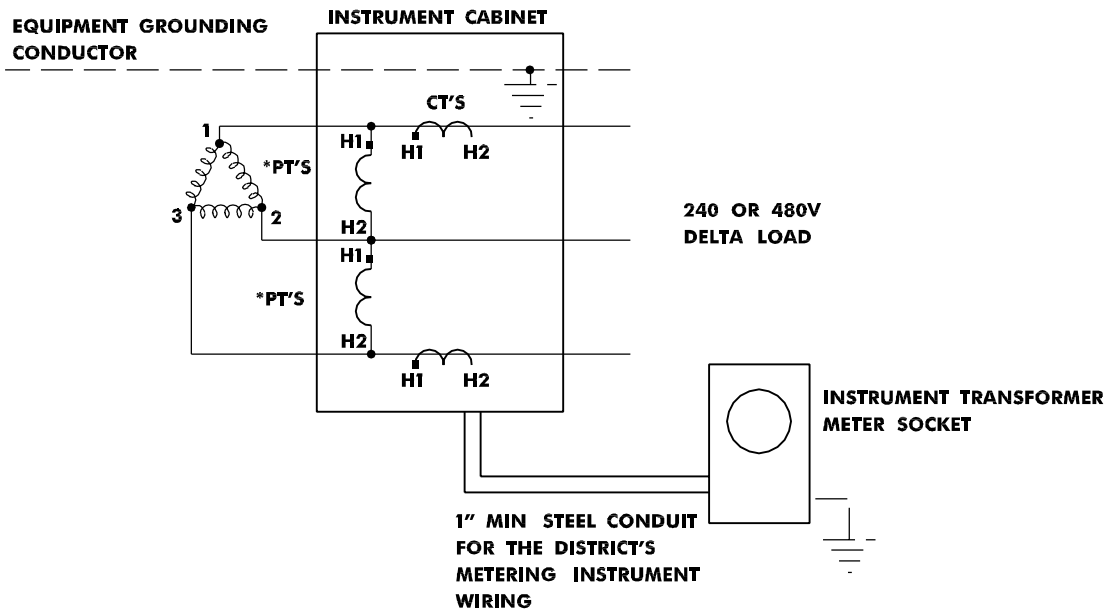 EQUIPMENT GROUNDING
CONDUCTOR
INSTRUMENT CABINET
CT'S
1
H1
H1
H2
*PT'S
3
2
H2
240 OR 480V
DELTA LOAD
H1
*PT'S
H2
H1
H2
INSTRUMENT TRANSFORMER
METER SOCKET
1" MIN STEEL CONDUIT
FOR THE DISTRICT'S
METERING INSTRUMENT
WIRING